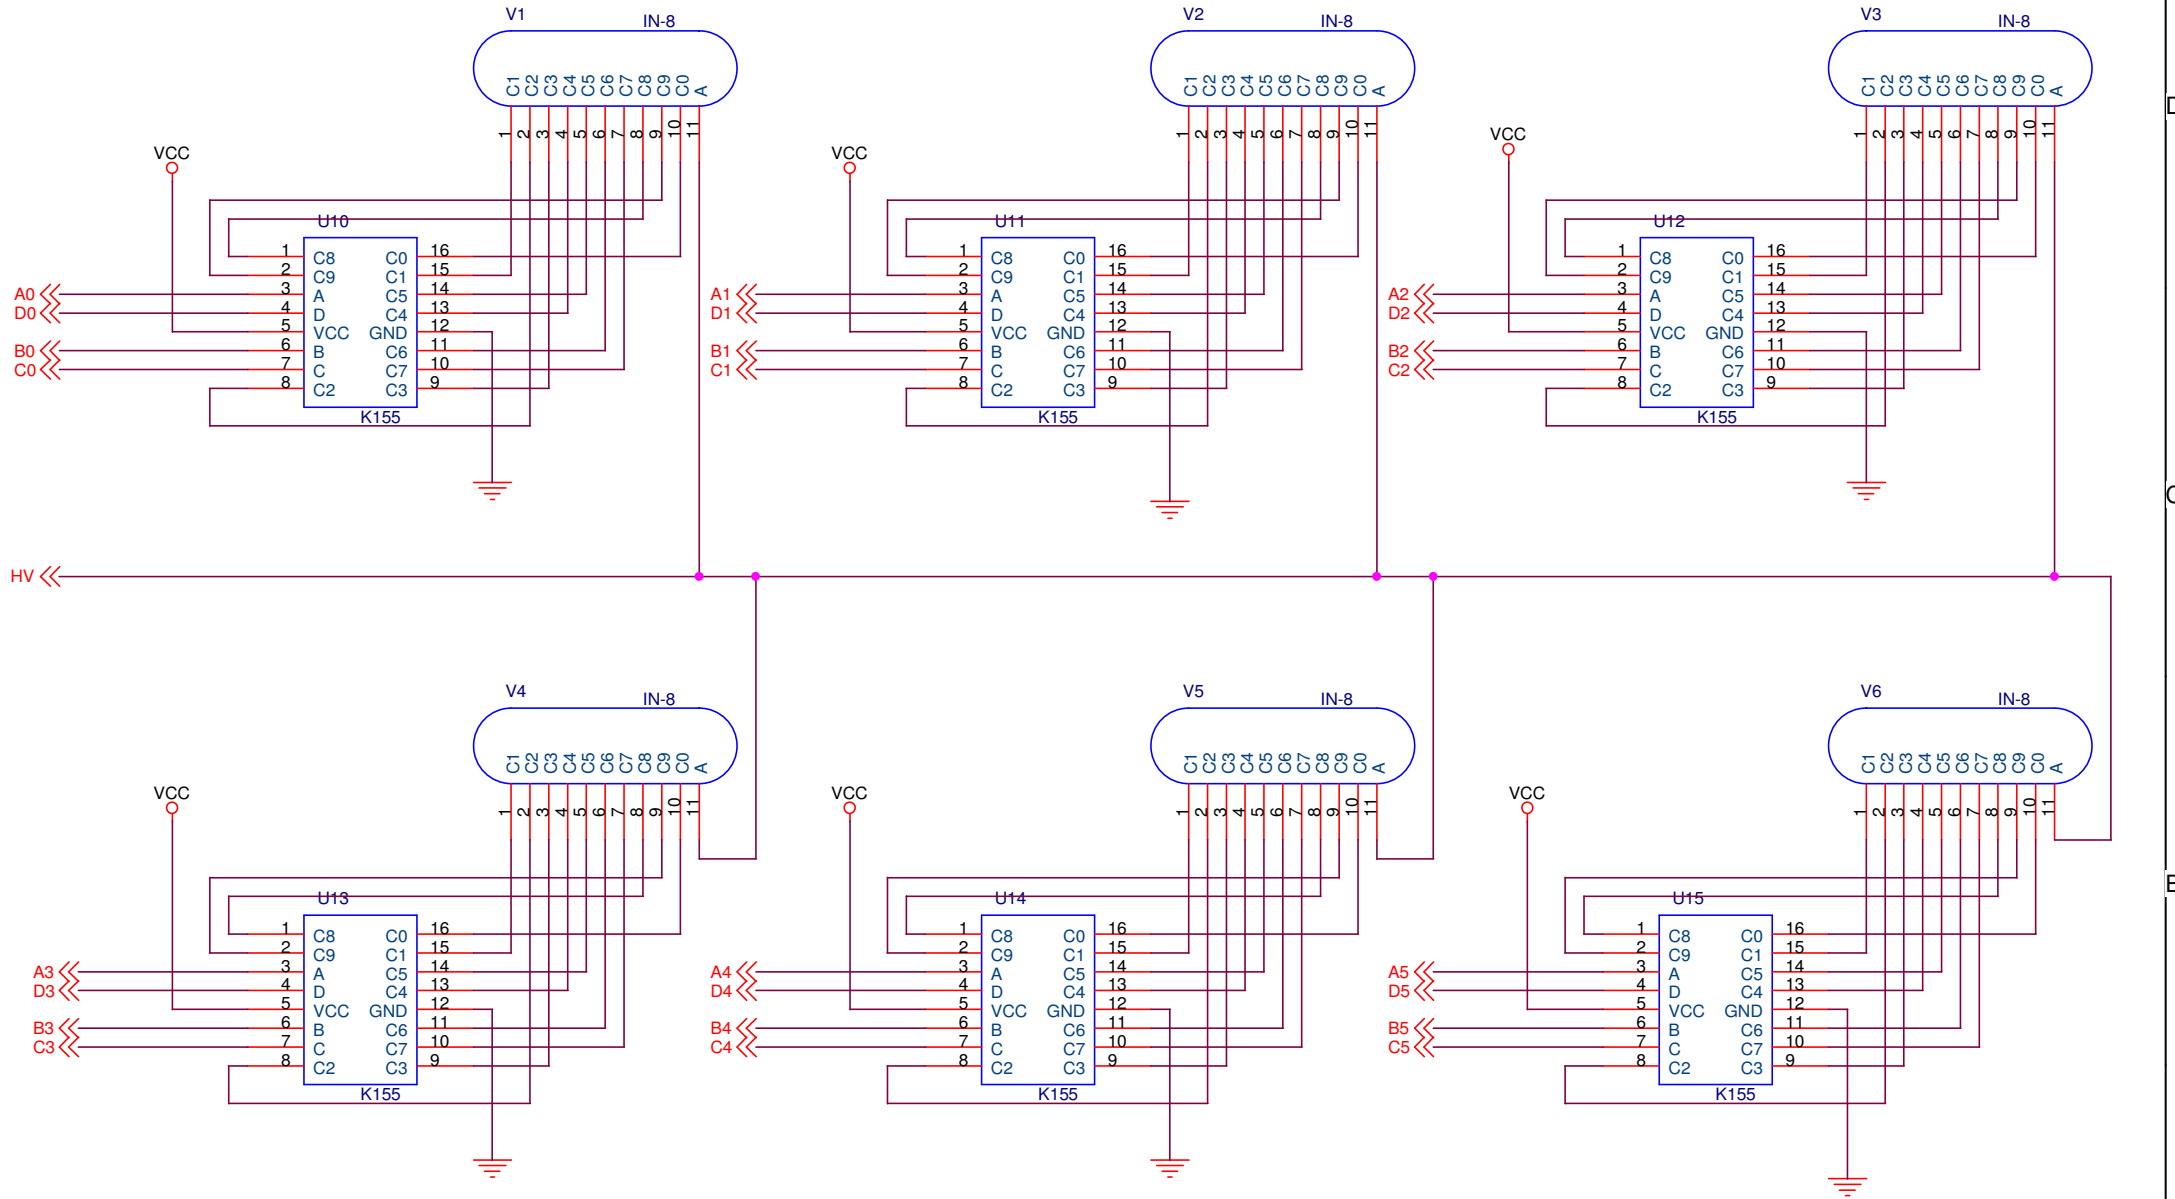 V1 IN-8 V2 IN-8 V3 IN-8
C1 C2 C3 C4 C5 C6 C7 C8 C9 C0 A C1 C2 C3 C4 C5 C6 C7 C8 C9 C0 A C1 C2 C3 C4 C5 C6 C7 C8 C9 C0 A
D
1 2 3 4 5 6 7 8 9 10 11 1 2 3 4 5 6 7 8 9 10 11 1 2 3 4 5 6 7 8 9 10 11
VCC VCC VCC
U10 U11 U12
1 C8 C0 16 1 C8 C0 16 1 C8 C0 16
2 C9 C1 15 2 C9 C1 15 2 C9 C1 15
A0 3 A C5 14 A1 3 A C5 14 A2 3 A C5 14
D0 4 D C4 13 D1 4 D C4 13 D2 4 D C4 13
5 VCC GND 12 5 VCC GND 12 5 VCC GND 12
B0 6 B C6 11 B1 6 B C6 11 B2 6 B C6 11
C0 7 C C7 10 C1 7 C C7 10 C2 7 C C7 10
8 C2 C3 9 8 C2 C3 9 8 C2 C3 9
K155 K155 K155
C
HV
V4 IN-8 V5 IN-8 V6 IN-8
C1 C2 C3 C4 C5 C6 C7 C8 C9 C0 A C1 C2 C3 C4 C5 C6 C7 C8 C9 C0 A C1 C2 C3 C4 C5 C6 C7 C8 C9 C0 A
1 2 3 4 5 6 7 8 9 10 11 1 2 3 4 5 6 7 8 9 10 11 1 2 3 4 5 6 7 8 9 10 11
VCC VCC VCC
U13 U14 U15
1 C8 C0 16 1 C8 C0 16 1 C8 C0 16
2 C9 C1 15 2 C9 C1 15 2 C9 C1 15
A3 3 A C5 14 A4 3 A C5 14 A5 3 A C5 14
D3 4 D C4 13 D4 4 D C4 13 D5 4 D C4 13
5 VCC GND 12 5 VCC GND 12 5 VCC GND 12
B3 6 B C6 11 B4 6 B C6 11 B5 6 B C6 11
C3 7 C C7 10 C4 7 C C7 10 C5 7 C C7 10
8 C2 C3 9 8 C2 C3 9 8 C2 C3 9
K155 K155 K155